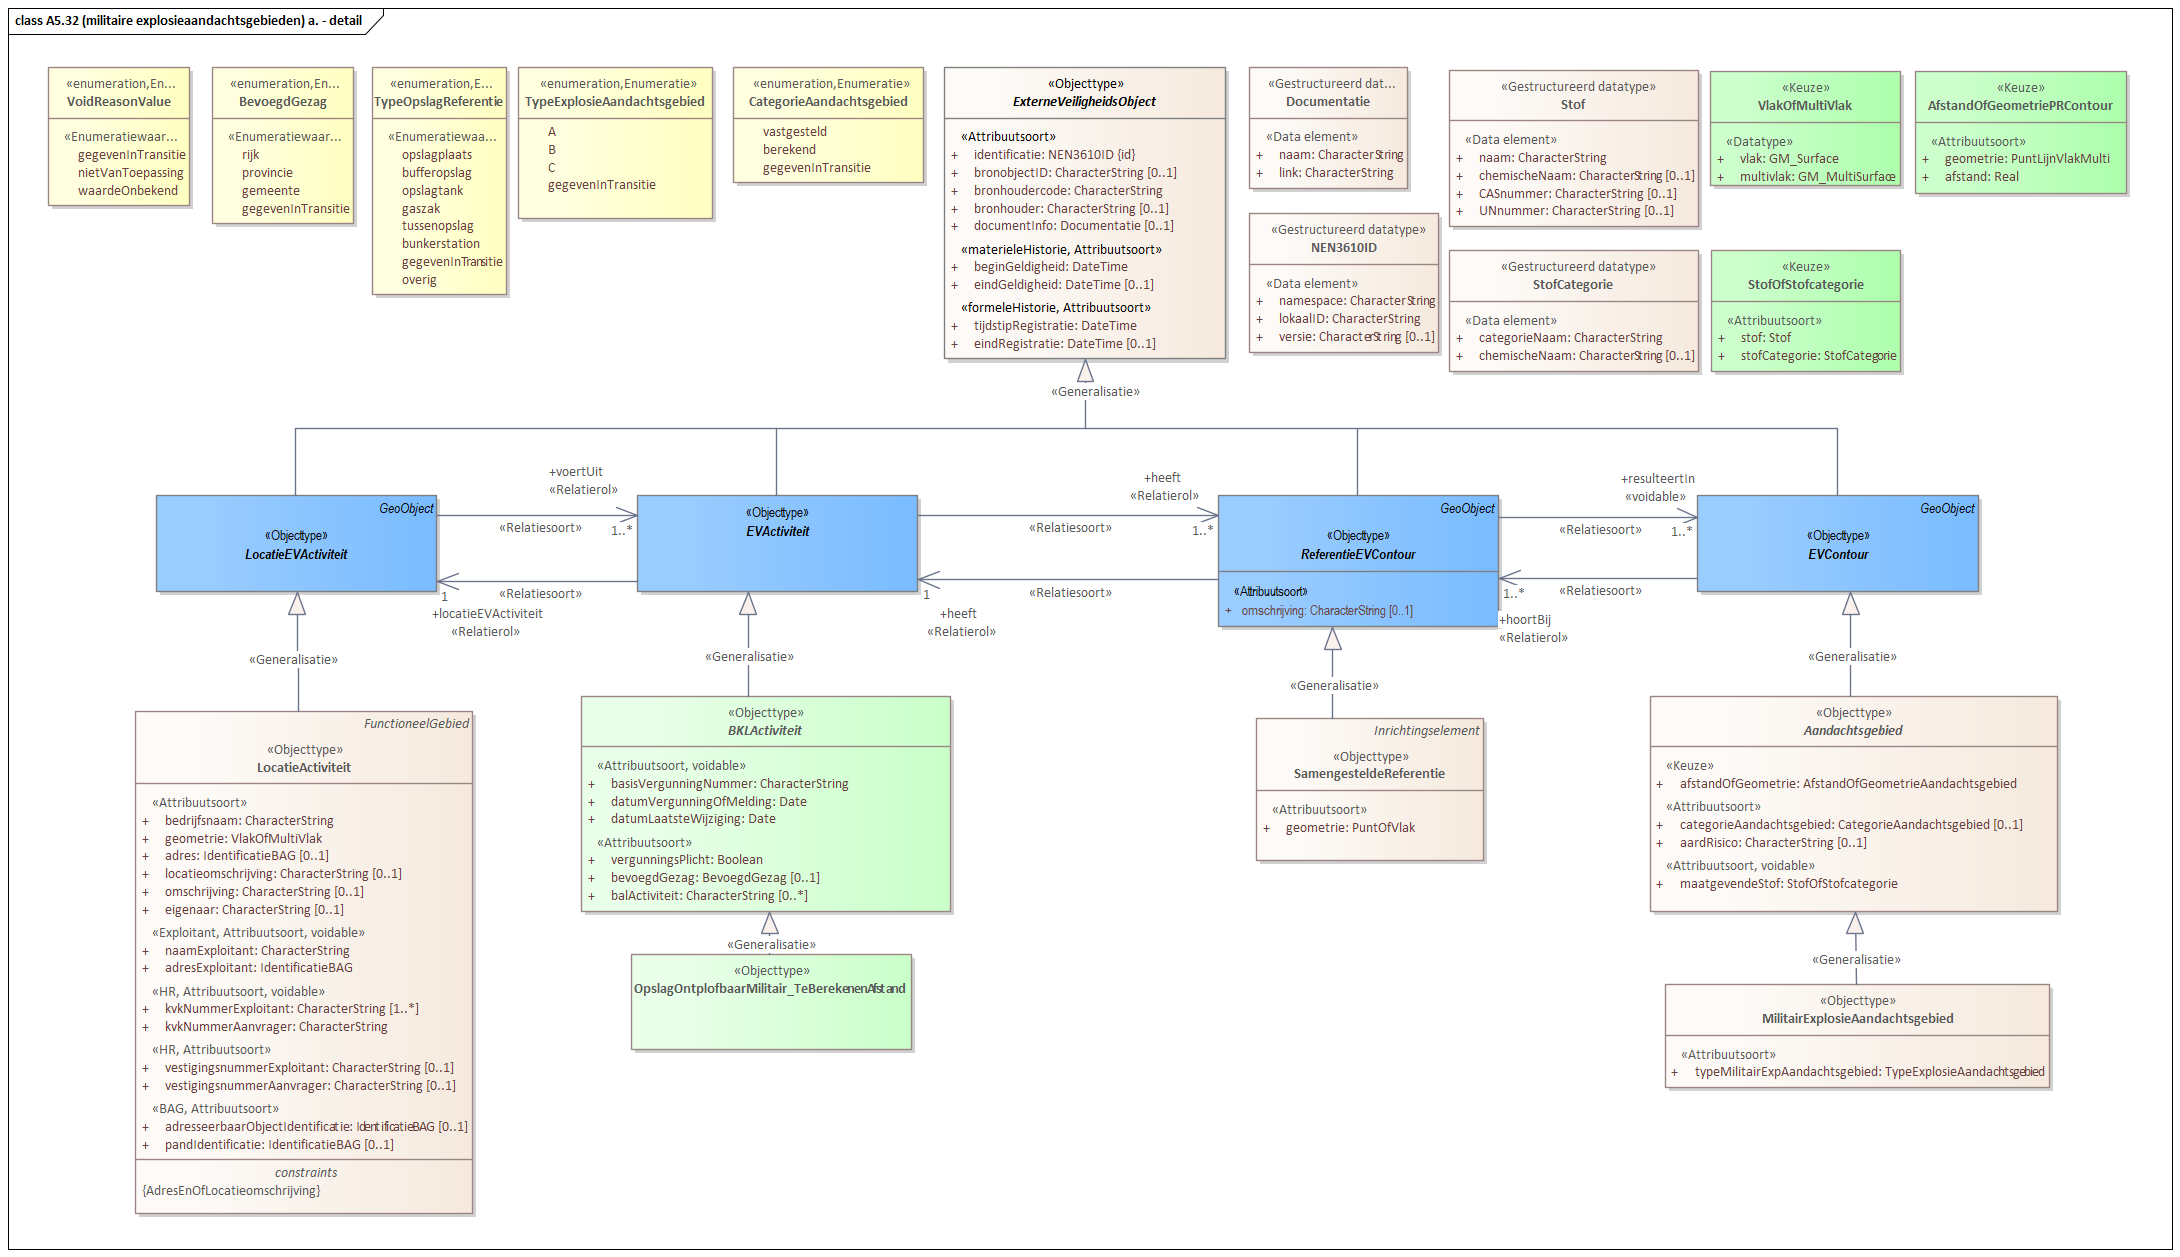 class A5.32 (militaire explosieaandachtsgebieden) a. - detail
«enumeration,En...
VoidReasonValue
«Enumeratiewaar...
gegevenInTransitie
nietVanToepassing
waardeOnbekend
«enumeration,En...
BevoegdGezag
«Enumeratiewaar...
rijk
provincie
gemeente
gegevenInTransitie
«enumeration,E...
TypeOpslagReferentie
«Enumeratiewaa...
opslagplaats
bufferopslag
opslagtank
gaszak
tussenopslag
bunkerstation
gegevenInTransitie
overig
«enumeration,Enumeratie»
TypeExplosieAandachtsgebied
A
B
C
gegevenInTransitie
«enumeration,Enumeratie»
CategorieAandachtsgebied
vastgesteld
berekend
gegevenInTransitie
«Objecttype»
ExterneVeiligheidsObject
«Attribuutsoort»
+ identificatie: NEN3610ID {id}
+ bronobjectID: CharacterString [0..1]
+ bronhoudercode: CharacterString
+ bronhouder: CharacterString [0..1]
+ documentInfo: Documentatie [0..1]
«materieleHistorie, Attribuutsoort»
+ beginGeldigheid: DateTime
+ eindGeldigheid: DateTime [0..1]
«formeleHistorie, Attribuutsoort»
+ tijdstipRegistratie: DateTime
+ eindRegistratie: DateTime [0..1]
«Gestructureerd dat...
Documentatie
«Data element»
+ naam: CharacterString
+ link: CharacterString
«Gestructureerd datatype»
NEN3610ID
«Data element»
+ namespace: CharacterString
+ lokaalID: CharacterString
+ versie: CharacterString [0..1]
«Gestructureerd datatype»
Stof
«Data element»
+ naam: CharacterString
+ chemischeNaam: CharacterString [0..1]
+ CASnummer: CharacterString [0..1]
+ UNnummer: CharacterString [0..1]
«Gestructureerd datatype»
StofCategorie
«Data element»
+ categorieNaam: CharacterString
+ chemischeNaam: CharacterString [0..1]
«Keuze»
VlakOfMultiVlak
«Datatype»
+ vlak: GM_Surface
+ multivlak: GM_MultiSurface
«Keuze»
StofOfStofcategorie
«Attribuutsoort»
+ stof: Stof
+ stofCategorie: StofCategorie
«Keuze»
AfstandOfGeometriePRContour
«Attribuutsoort»
+ geometrie: PuntLijnVlakMulti
+ afstand: Real
«Generalisatie»
GeoObject
«Objecttype»
LocatieEVActiviteit
+voertUit
«Relatierol»
«Relatiesoort»
1..*
«Relatiesoort»
1
+locatieEVActiviteit
«Relatierol»
«Objecttype»
EVActiviteit
+heeft
«Relatierol»
«Relatiesoort»
1..*
«Relatiesoort»
1
+heeft
«Relatierol»
GeoObject
«Objecttype»
ReferentieEVContour
«Attribuutsoort»
+ omschrijving: CharacterString [0..1]
+resulteertIn
«voidable»
«Relatiesoort»
1..*
«Relatiesoort»
1..*
+hoortBij
«Relatierol»
GeoObject
«Objecttype»
EVContour
«Generalisatie»
«Generalisatie»
«Generalisatie»
«Generalisatie»
FunctioneelGebied
«Objecttype»
LocatieActiviteit
«Attribuutsoort»
+ bedrijfsnaam: CharacterString
+ geometrie: VlakOfMultiVlak
+ adres: IdentificatieBAG [0..1]
+ locatieomschrijving: CharacterString [0..1]
+ omschrijving: CharacterString [0..1]
+ eigenaar: CharacterString [0..1]
«Exploitant, Attribuutsoort, voidable»
+ naamExploitant: CharacterString
+ adresExploitant: IdentificatieBAG
«HR, Attribuutsoort, voidable»
+ kvkNummerExploitant: CharacterString [1..*]
+ kvkNummerAanvrager: CharacterString
«HR, Attribuutsoort»
+ vestigingsnummerExploitant: CharacterString [0..1]
+ vestigingsnummerAanvrager: CharacterString [0..1]
«BAG, Attribuutsoort»
+ adresseerbaarObjectIdentificatie: IdentificatieBAG [0..1]
+ pandIdentificatie: IdentificatieBAG [0..1]
constraints
{AdresEnOfLocatieomschrijving}
«Objecttype»
BKLActiviteit
«Attribuutsoort, voidable»
+ basisVergunningNummer: CharacterString
+ datumVergunningOfMelding: Date
+ datumLaatsteWijziging: Date
«Attribuutsoort»
+ vergunningsPlicht: Boolean
+ bevoegdGezag: BevoegdGezag [0..1]
+ balActiviteit: CharacterString [0..*]
«Generalisatie»
«Objecttype»
OpslagOntplofbaarMilitair_TeBerekenenAfstand
Inrichtingselement
«Objecttype»
SamengesteldeReferentie
«Attribuutsoort»
+ geometrie: PuntOfVlak
«Objecttype»
Aandachtsgebied
«Keuze»
+ afstandOfGeometrie: AfstandOfGeometrieAandachtsgebied
«Attribuutsoort»
+ categorieAandachtsgebied: CategorieAandachtsgebied [0..1]
+ aardRisico: CharacterString [0..1]
«Attribuutsoort, voidable»
+ maatgevendeStof: StofOfStofcategorie
«Generalisatie»
«Objecttype»
MilitairExplosieAandachtsgebied
«Attribuutsoort»
+ typeMilitairExpAandachtsgebied: TypeExplosieAandachtsgebied